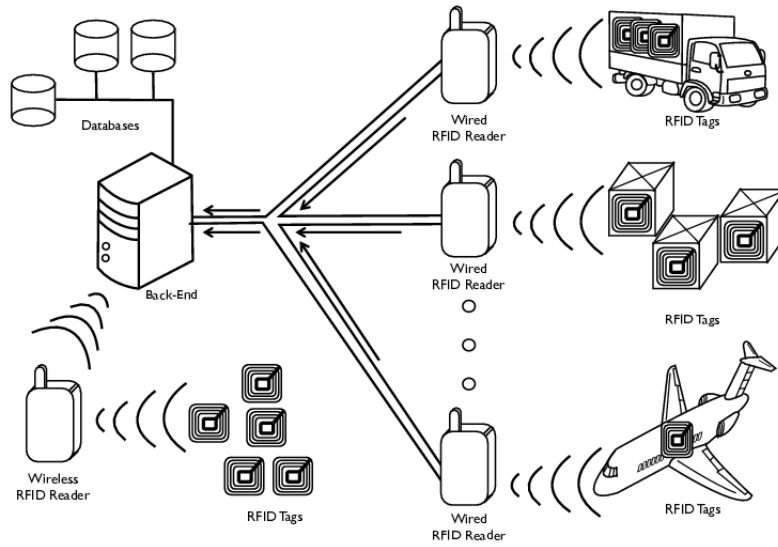 Databases
Wired
RFID Reader
RFID Tags
Back-End
Wired
RFID Reader
RFID Tags
Wireless
RFID Reader
RFID Tags
Wired
RFID Reader
RFID Tags